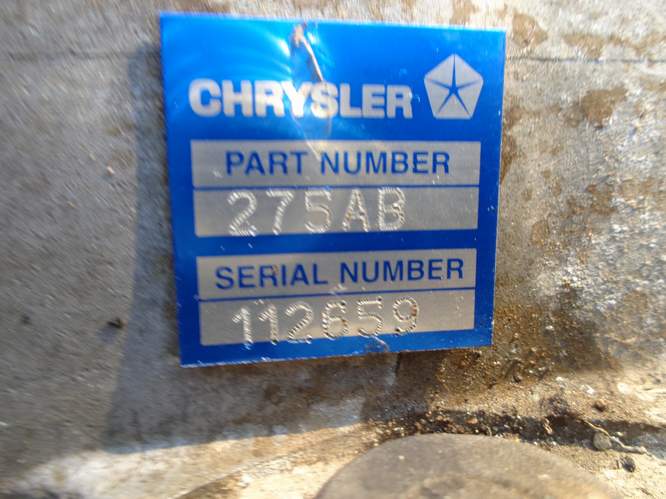 CHRYSLER
PART NUMBER
275AB
SERIAL NUMBER
112659